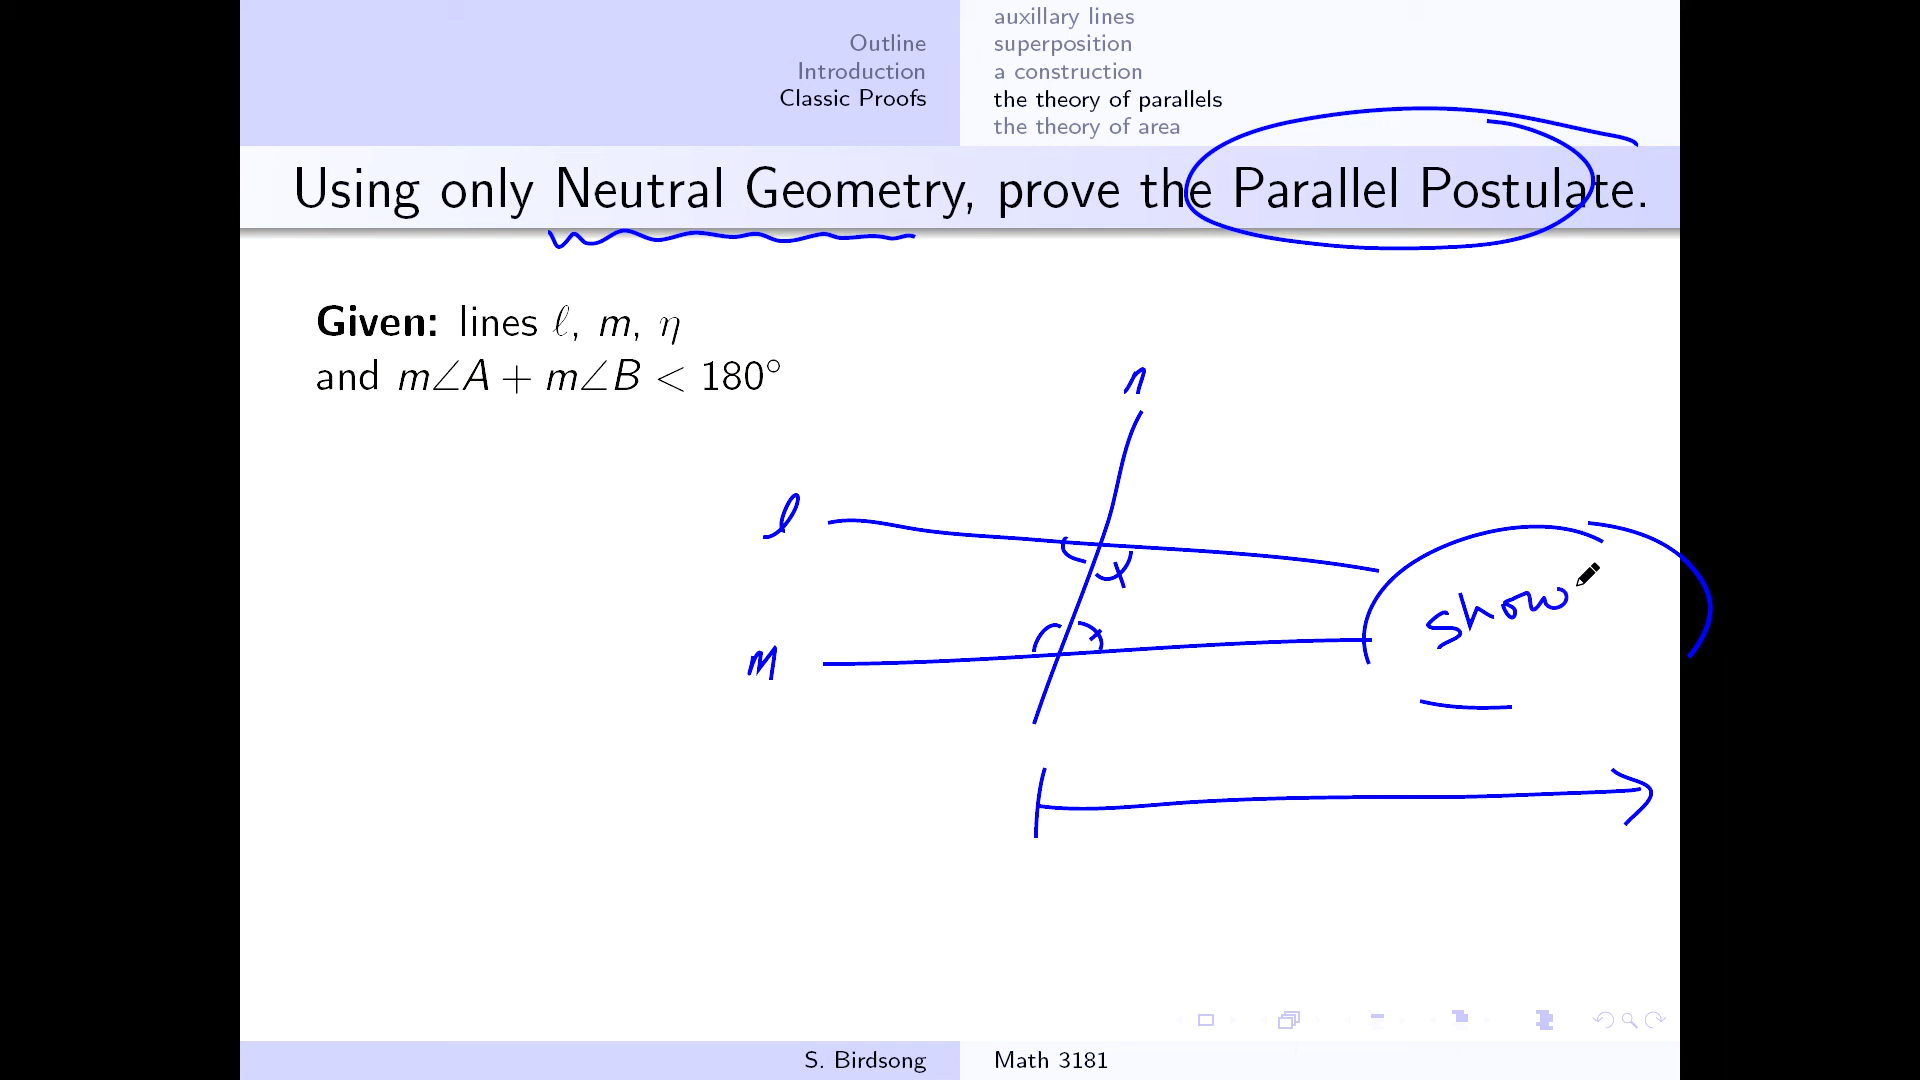 Outline
Introduction
Classic Proofs
auxillary lines
superposition
a construction
the theory of parallels
the theory of area
Using only Neutral Geometry, prove the Parallel Postulate.
Given: lines ℓ, m, η
and m∠A + m∠B < 180°
n
l
x
x
m
show
S. Birdsong
Math 3181